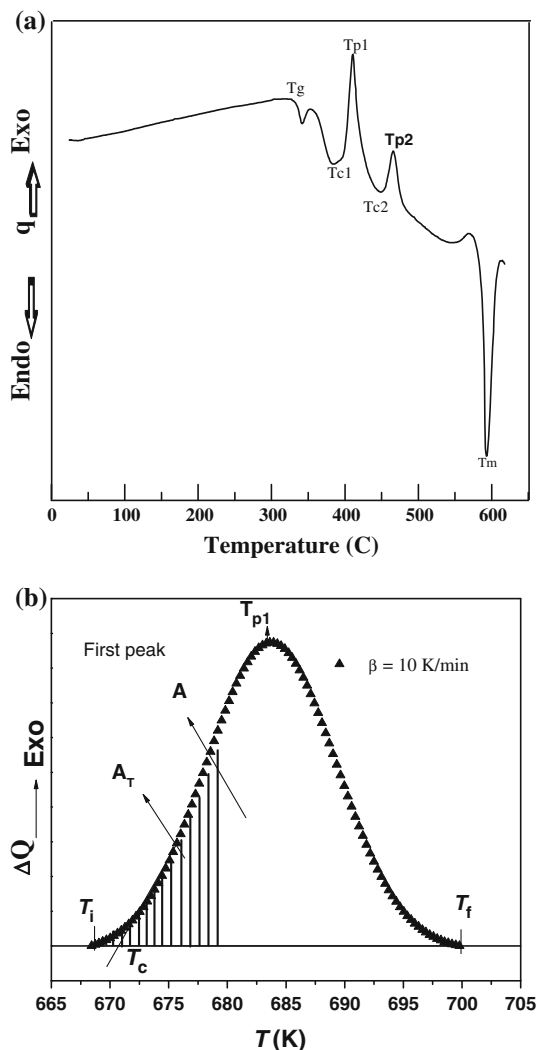 (a)
Tp1
Tg
Tp2
Tc1
Tc2
Tm
Endo q Exo
0 100 200 300 400 500 600
Temperature (C)
(b)
Tp1
First peak
β = 10 K/min
A
AT
Ti
Tc
Tf
ΔQ Exo
665 670 675 680 685 690 695 700 705
T (K)